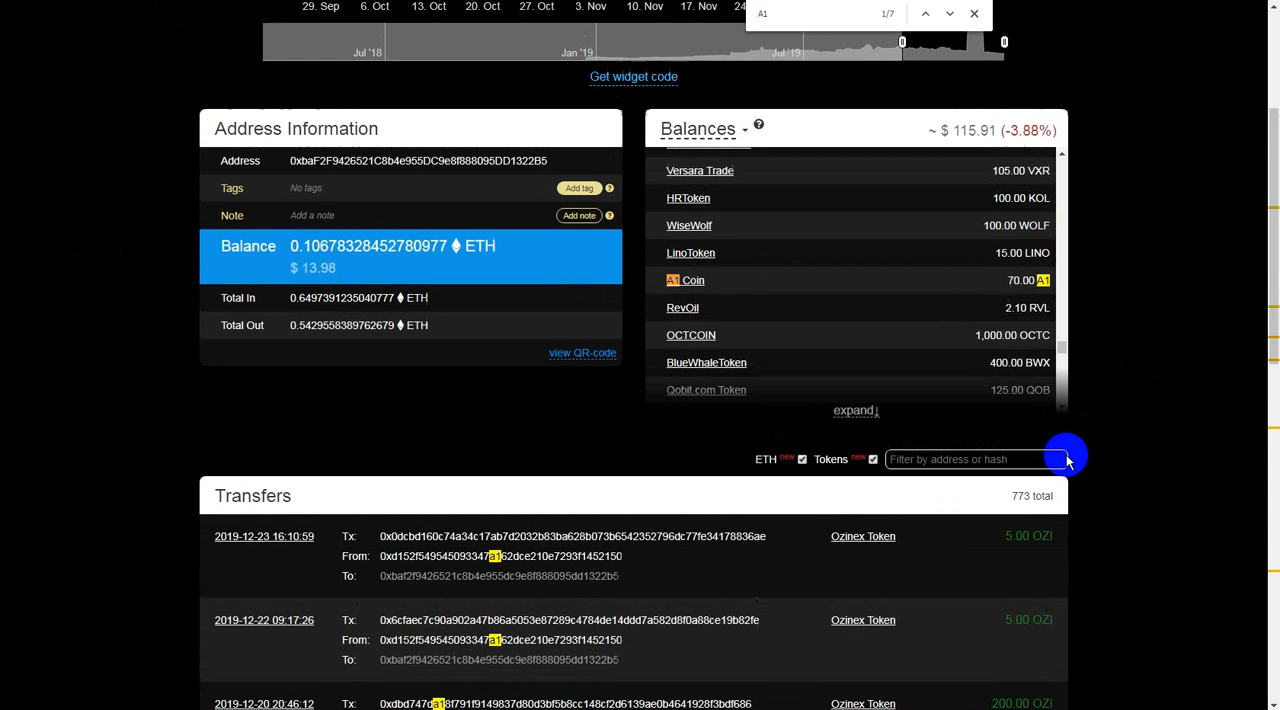 29. Sep 6. Oct 13. Oct 20. Oct 27. Oct 3. Nov 10. Nov 17. Nov 24
A1 1/7
Jul '18 Jan '19 Jul '19
Get widget code
Address Information
Address 0xbaF2F9426521C8b4e955DC9e8f888095DD1322B5
Tags No tags Add tag ?
Note Add a note Add note ?
Balance 0.10678328452780977 ETH
$ 13.98
Total In 0.6497391235040777 ETH
Total Out 0.5429558389762679 ETH
view QR-code
Balances ? ~ $ 115.91 (-3.88%)
Versara Trade 105.00 VXR
HRToken 100.00 KOL
WiseWolf 100.00 WOLF
LinoToken 15.00 LINO
A1 Coin 70.00 A1
RevOil 2.10 RVL
OCTCOIN 1,000.00 OCTC
BlueWhaleToken 400.00 BWX
Qobit.com Token 125.00 QOB
expand↓
ETH new Tokens new Filter by address or hash
Transfers 773 total
2019-12-23 16:10:59 Tx: 0x0dcbd160c74a34c17ab7d2032b83ba628b073b6542352796dc77fe34178836ae Ozinex Token 5.00 OZI
From: 0xd152f549545093347a162dce210e7293f1452150
To: 0xbaf2f9426521c8b4e955dc9e8f888095dd1322b5
2019-12-22 09:17:26 Tx: 0x6cfaec7c90a902a47b86a5053e87289c4784de14ddd7a582d8f0a88ce19b82fe Ozinex Token 5.00 OZI
From: 0xd152f549545093347a162dce210e7293f1452150
To: 0xbaf2f9426521c8b4e955dc9e8f888095dd1322b5
2019-12-20 20:46:12 Tx: 0xdbd747da18f791f9149837d80d3bf5b8cc148cf2d6139ae0b4641928f3bdf686 Ozinex Token 200.00 OZI